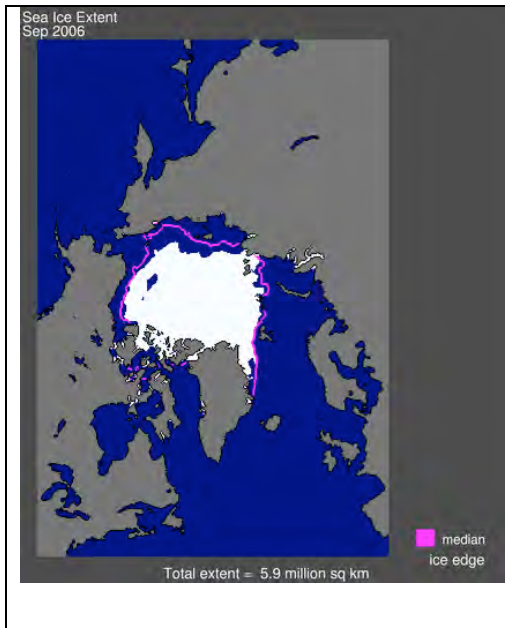 Sea Ice Extent
Sep 2006
median
ice edge
Total extent = 5.9 million sq km